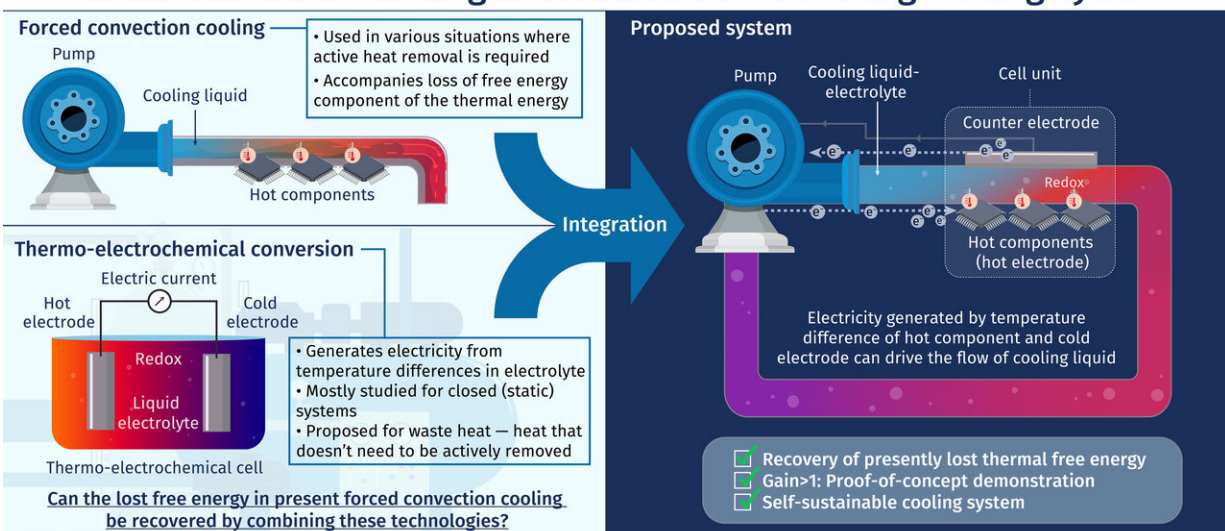 Forced convection cooling
• Used in various situations where
active heat removal is required
• Accompanies loss of free energy
component of the thermal energy
Pump
Cooling liquid
Hot components
Thermo-electrochemical conversion
Electric current
Hot
electrode
Cold
electrode
Redox
Liquid
electrolyte
Thermo-electrochemical cell
• Generates electricity from
temperature differences in electrolyte
• Mostly studied for closed (static)
systems
• Proposed for waste heat — heat that
doesn't need to be actively removed
Can the lost free energy in present forced convection cooling
be recovered by combining these technologies?
Integration
Proposed system
Pump
Cooling liquid-
electrolyte
Cell unit
Counter electrode
e⁻ e⁻ e⁻ e⁻ e⁻
Redox
e⁻ e⁻ e⁻ e⁻ e⁻
Hot components
(hot electrode)
Electricity generated by temperature
difference of hot component and cold
electrode can drive the flow of cooling liquid
Recovery of presently lost thermal free energy
Gain>1: Proof-of-concept demonstration
Self-sustainable cooling system